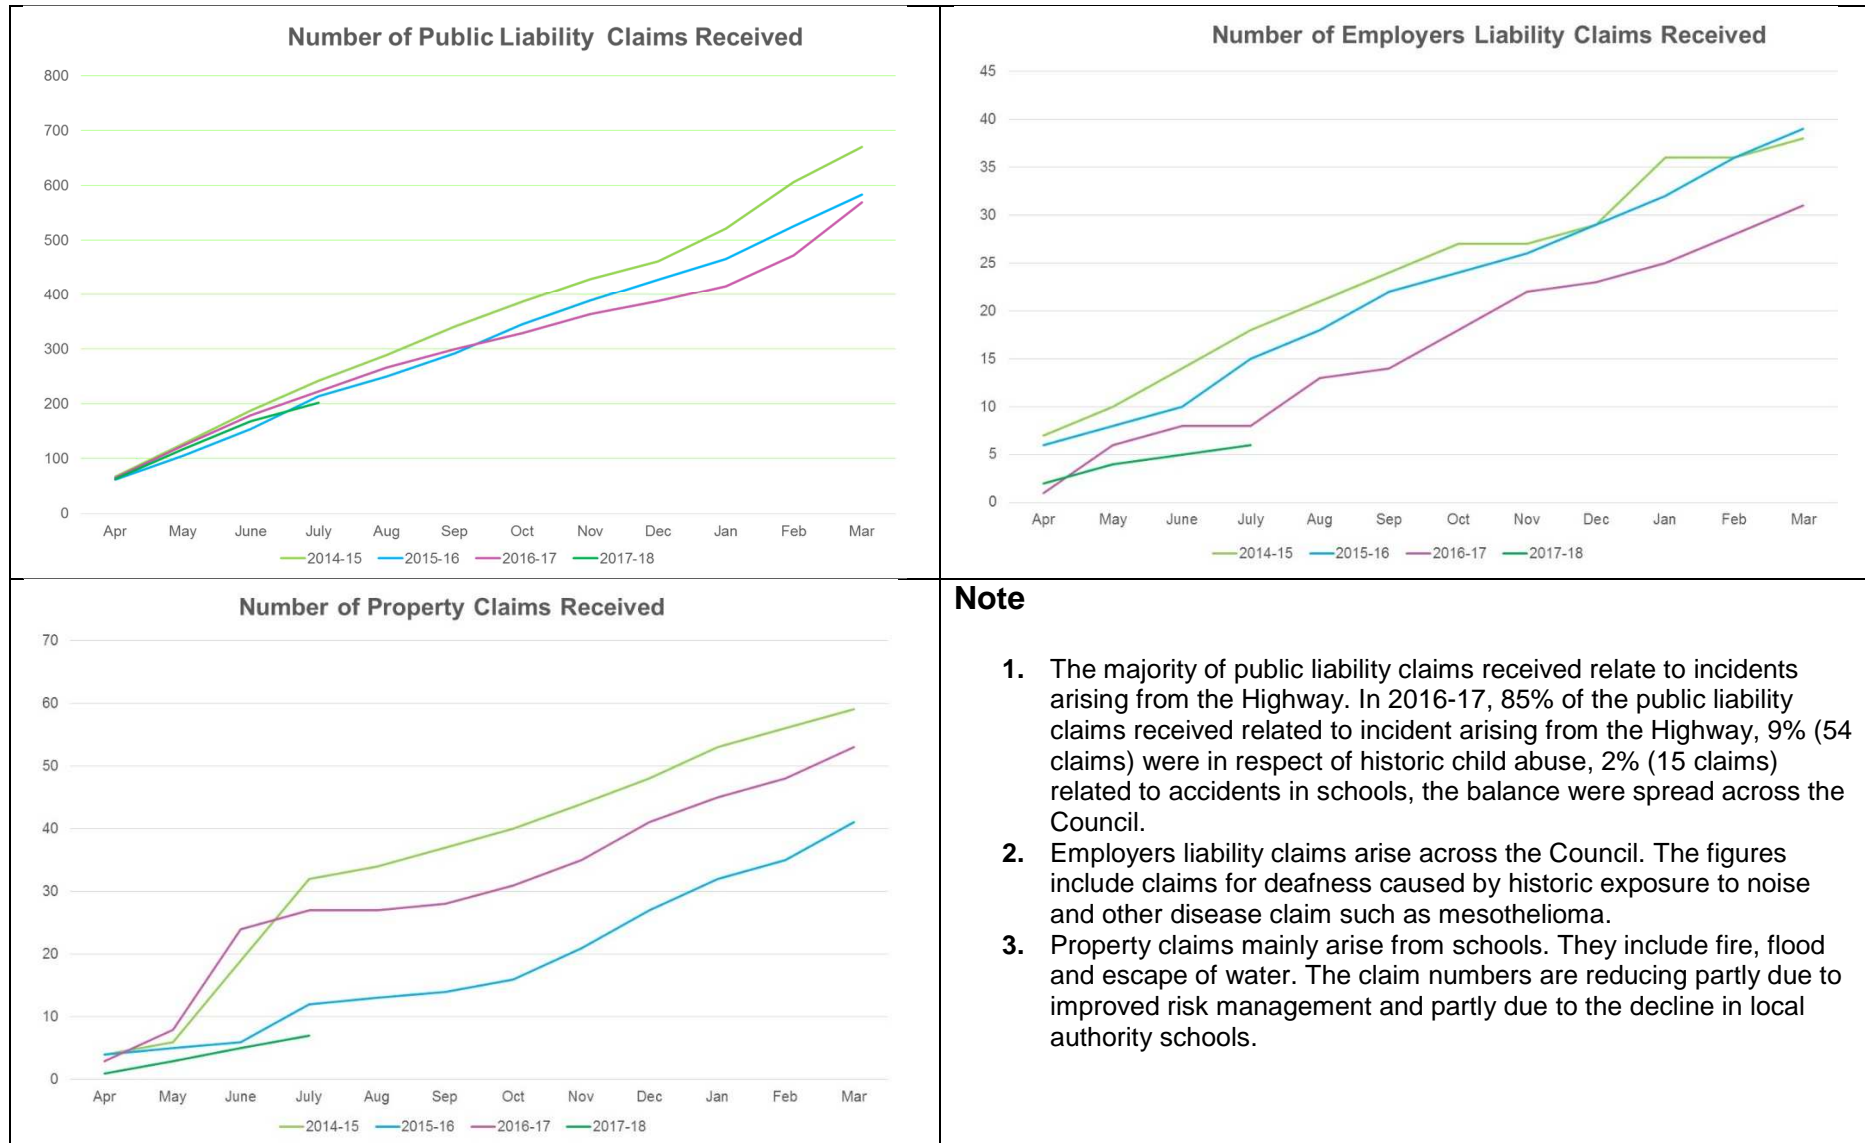 Number of Public Liability Claims Received
800
700
600
500
400
300
200
100
0
Apr May June July Aug Sep Oct Nov Dec Jan Feb Mar
2014-15 2015-16 2016-17 2017-18
Number of Employers Liability Claims Received
45
40
35
30
25
20
15
10
5
0
Apr May June July Aug Sep Oct Nov Dec Jan Feb Mar
2014-15 2015-16 2016-17 2017-18
Number of Property Claims Received
70
60
50
40
30
20
10
0
Apr May June July Aug Sep Oct Nov Dec Jan Feb Mar
2014-15 2015-16 2016-17 2017-18
Note
1. The majority of public liability claims received relate to incidents
arising from the Highway. In 2016-17, 85% of the public liability
claims received related to incident arising from the Highway, 9% (54
claims) were in respect of historic child abuse, 2% (15 claims)
related to accidents in schools, the balance were spread across the
Council.
2. Employers liability claims arise across the Council. The figures
include claims for deafness caused by historic exposure to noise
and other disease claim such as mesothelioma.
3. Property claims mainly arise from schools. They include fire, flood
and escape of water. The claim numbers are reducing partly due to
improved risk management and partly due to the decline in local
authority schools.